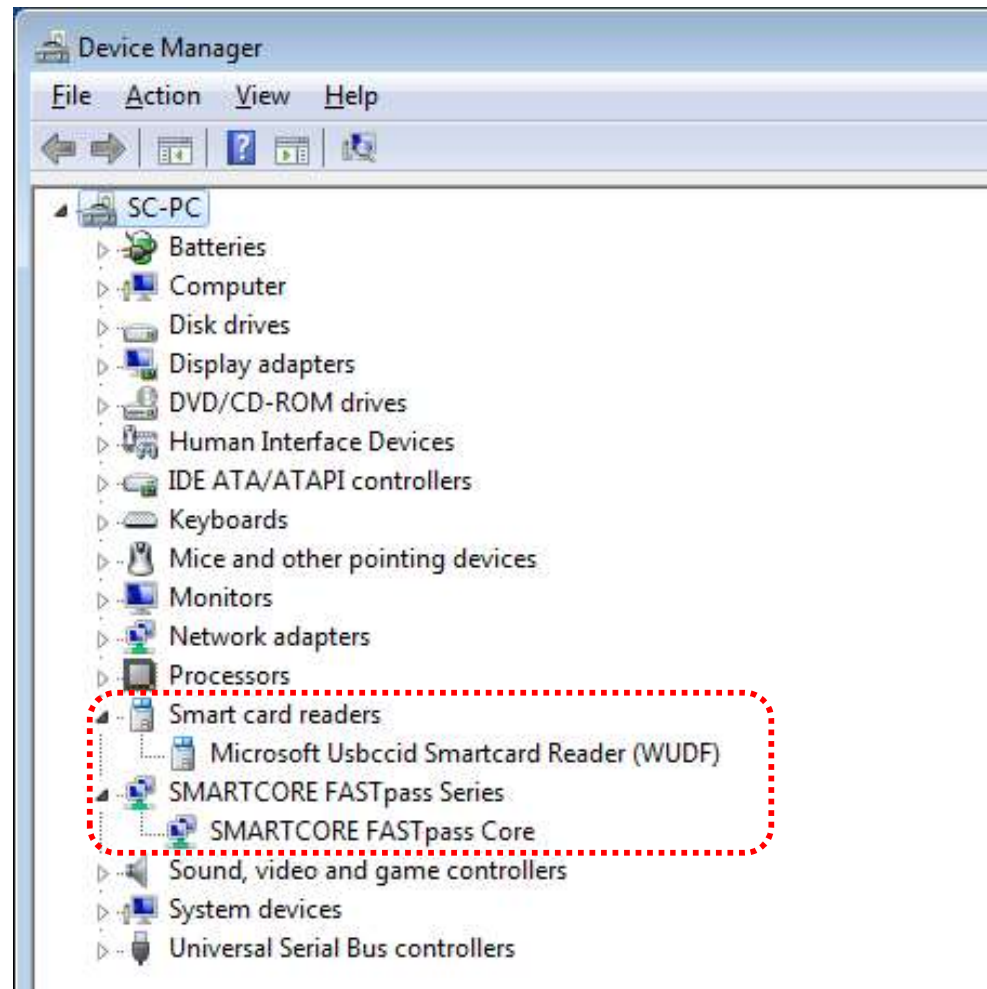 Device Manager
File Action View Help
?
SC-PC
Batteries
Computer
Disk drives
Display adapters
DVD/CD-ROM drives
Human Interface Devices
IDE ATA/ATAPI controllers
Keyboards
Mice and other pointing devices
Monitors
Network adapters
Processors
Smart card readers
Microsoft Usbccid Smartcard Reader (WUDF)
SMARTCORE FASTpass Series
SMARTCORE FASTpass Core
Sound, video and game controllers
System devices
Universal Serial Bus controllers